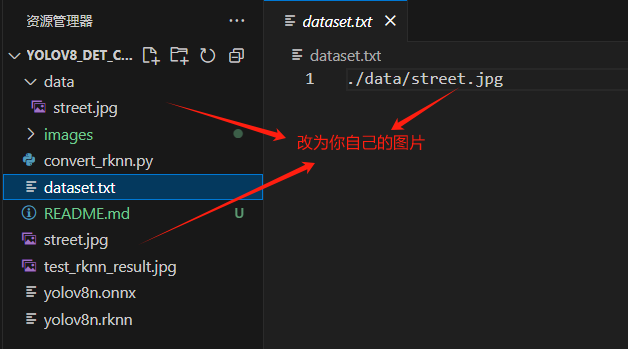 资源管理器
YOLOV8_DET_C...
data
street.jpg
images
convert_rknn.py
dataset.txt
README.md
U
street.jpg
test_rknn_result.jpg
yolov8n.onnx
yolov8n.rknn
dataset.txt
dataset.txt
1 ./data/street.jpg
改为你自己的图片